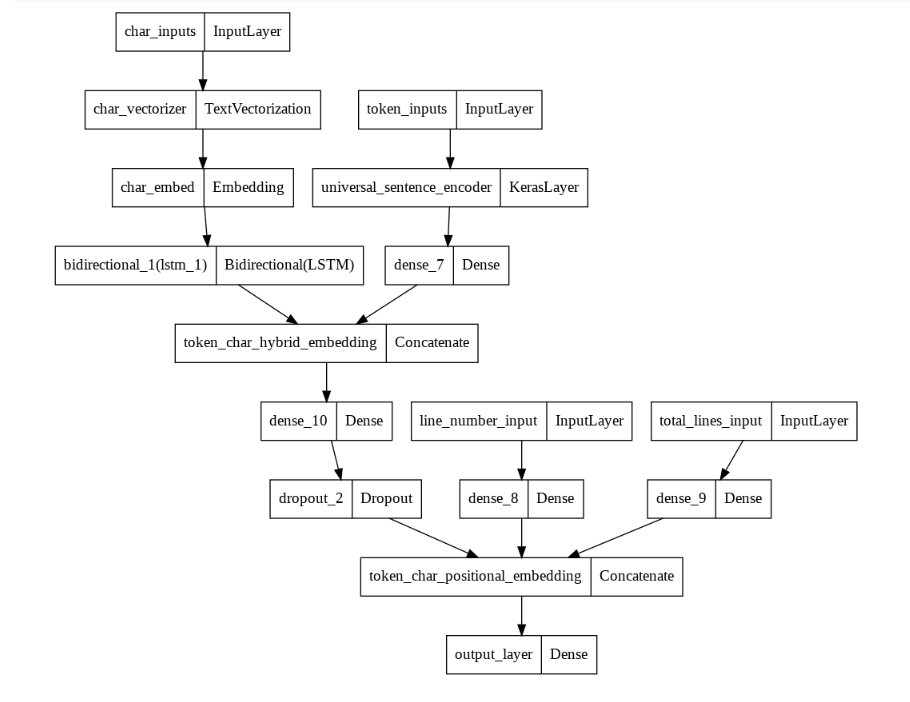 char_inputs InputLayer
char_vectorizer TextVectorization
token_inputs InputLayer
char_embed Embedding
universal_sentence_encoder KerasLayer
bidirectional_1(lstm_1) Bidirectional(LSTM)
dense_7 Dense
token_char_hybrid_embedding Concatenate
dense_10 Dense
line_number_input InputLayer
total_lines_input InputLayer
dropout_2 Dropout
dense_8 Dense
dense_9 Dense
token_char_positional_embedding Concatenate
output_layer Dense